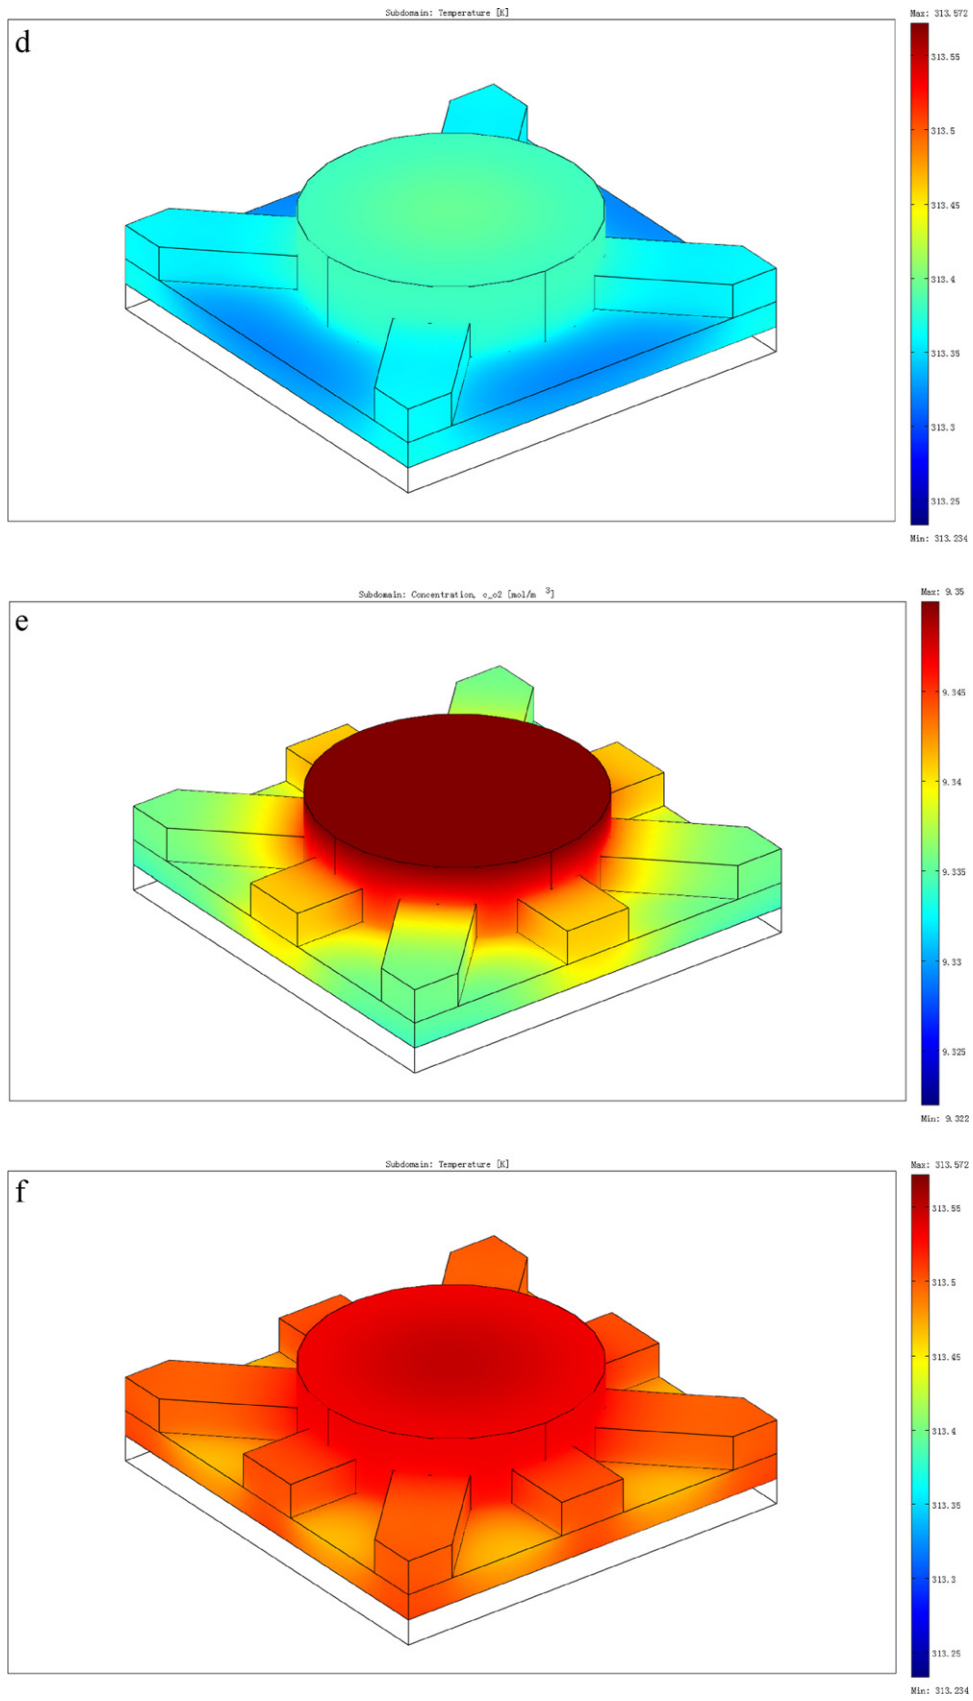 Subdomain: Temperature [K]
Max: 313.572
d
313.55
313.5
313.45
313.4
313.35
313.3
313.25
Min: 313.234
Subdomain: Concentration, c_o2 [mol/m 3]
Max: 9.35
e
9.345
9.34
9.335
9.33
9.325
Min: 9.322
Subdomain: Temperature [K]
Max: 313.572
f
313.55
313.5
313.45
313.4
313.35
313.3
313.25
Min: 313.234